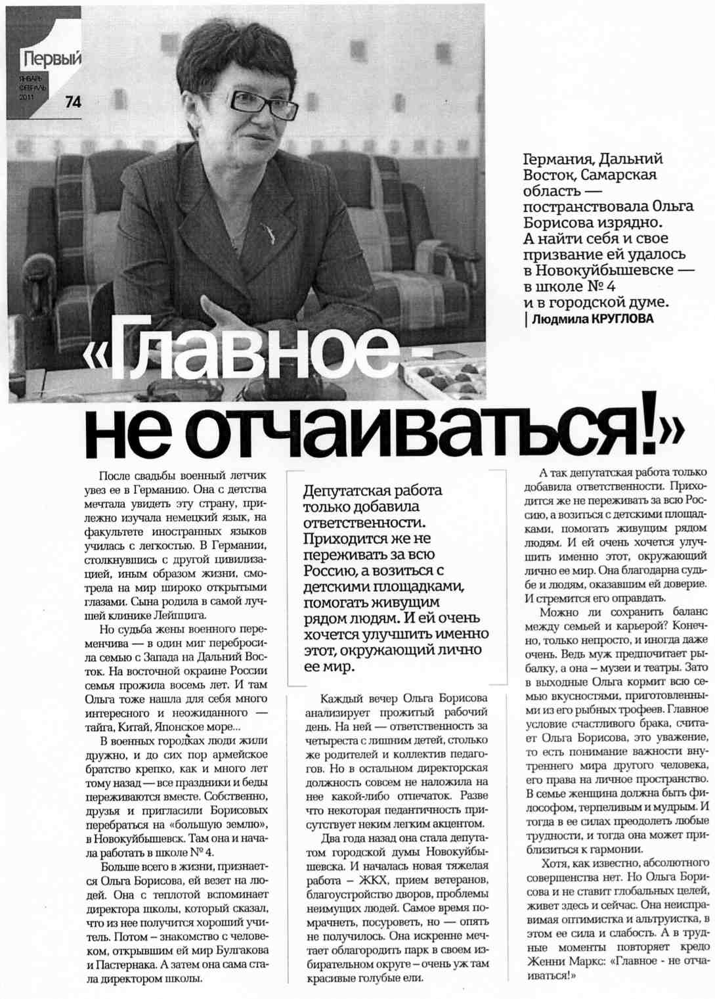 Первый
ЯНВАРЬ
ФЕВРАЛЬ
2011
74
Германия, Дальний
Восток, Самарская
область —
постранствовала Ольга
Борисова изрядно.
А найти себя и свое
призвание ей удалось
в Новокуйбышевске —
в школе № 4
и в городской думе.
| Людмила КРУГЛОВА
«Главное -
не отчаиваться!»
После свадьбы военный летчик
увез ее в Германию. Она с детства
мечтала увидеть эту страну, при-
лежно изучала немецкий язык, на
факультете иностранных языков
училась с легкостью. В Германии,
столкнувшись с другой цивилиза-
цией, иным образом жизни, смо-
трела на мир широко открытыми
глазами. Сына родила в самой луч-
шей клинике Лейпцига.
Но судьба жены военного пере-
менчива — в один миг переброси-
ла семью с Запада на Дальний Вос-
ток. На восточной окраине России
семья прожила восемь лет. И там
Ольга тоже нашла для себя много
интересного и неожиданного —
тайга, Китай, Японское море...
В военных городках люди жили
дружно, и до сих пор армейское
братство крепко, как и много лет
тому назад — все праздники и беды
переживаются вместе. Собственно,
друзья и пригласили Борисовых
перебраться на «большую землю»,
в Новокуйбышевск. Там она и нача-
ла работать в школе № 4.
Больше всего в жизни, признает-
ся Ольга Борисова, ей везет на лю-
дей. Она с теплотой вспоминает
директора школы, который сказал,
что из нее получится хороший учи-
тель. Потом – знакомство с челове-
ком, открывшим ей мир Булгакова
и Пастернака. А затем она сама ста-
ла директором школы.
Депутатская работа
только добавила
ответственности.
Приходится же не
переживать за всю
Россию, а возиться с
детскими площадками,
помогать живущим
рядом людям. И ей очень
хочется улучшить именно
этот, окружающий лично
ее мир.
Каждый вечер Ольга Борисова
анализирует прожитый рабочий
день. На ней — ответственность за
четыреста с лишним детей, столько
же родителей и коллектив педаго-
гов. Но в остальном директорская
должность совсем не наложила на
нее какой-либо отпечаток. Разве
что некоторая педантичность при-
сутствует неким легким акцентом.
Два года назад она стала депута-
том городской думы Новокуйбы-
шевска. И началась новая тяжелая
работа – ЖКХ, прием ветеранов,
благоустройство дворов, проблемы
неимущих людей. Самое время по-
мрачнеть, посуроветь, но — опять
не получилось. Она искренне меч-
тает облагородить парк в своем из-
бирательном округе – очень уж там
красивые голубые ели.
А так депутатская работа только
добавила ответственности. Прихо-
дится же не переживать за всю Рос-
сию, а возиться с детскими площад-
ками, помогать живущим рядом
людям. И ей очень хочется улуч-
шить именно этот, окружающий
лично ее мир. Она благодарна судь-
бе и людям, оказавшим ей доверие.
И стремится его оправдать.
Можно ли сохранить баланс
между семьей и карьерой? Конеч-
но, только непросто, и иногда даже
очень. Ведь муж предпочитает ры-
балку, а она – музеи и театры. Зато
в выходные Ольга кормит всю се-
мью вкусностями, приготовленны-
ми из его рыбных трофеев. Главное
условие счастливого брака, счита-
ет Ольга Борисова, это уважение,
то есть понимание важности вну-
треннего мира другого человека,
его права на личное пространство.
В семье женщина должна быть фи-
лософом, терпеливым и мудрым. И
тогда в ее силах преодолеть любые
трудности, и тогда она может при-
близиться к гармонии.
Хотя, как известно, абсолютного
совершенства нет. Но Ольга Бори-
сова и не ставит глобальных целей,
живет здесь и сейчас. Она неиспра-
вимая оптимистка и альтруистка, в
этом ее сила и слабость. А в труд-
ные моменты повторяет кредо
Женни Маркс: «Главное - не отча-
иваться!»